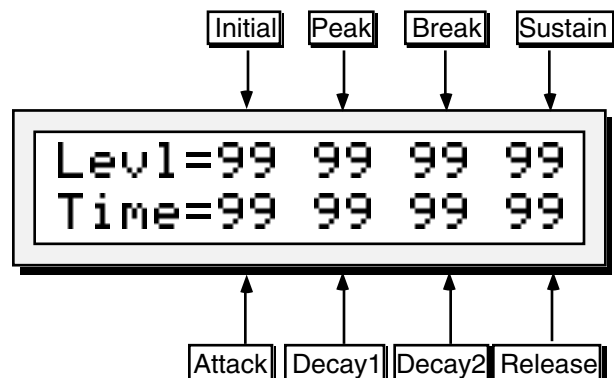 Initial Peak Break Sustain
Levl=99 99 99 99
Time=99 99 99 99
Attack Decay1 Decay2 Release